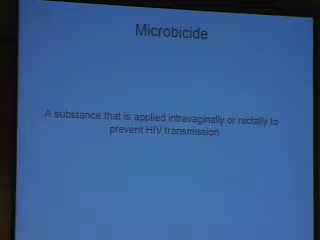 Microbicide
A substance that is applied intravaginally or rectally to
prevent HIV transmission